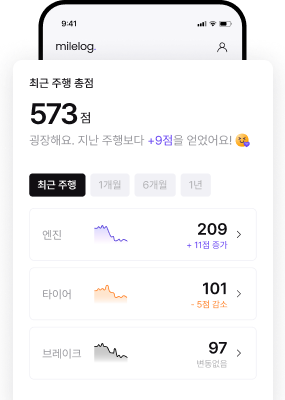 9:41
milelog.
최근 주행 총점
573 점
굉장해요. 지난 주행보다 +9점을 얻었어요!
최근 주행 1개월 6개월 1년
엔진 209
+ 11점 증가
타이어 101
- 5점 감소
브레이크 97
변동없음